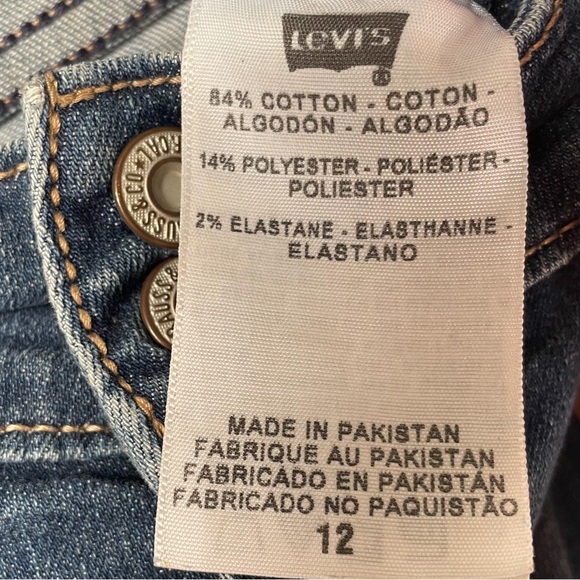 LEVI'S
®
84% COTTON - COTON -
ALGODÓN - ALGODÃO
14% POLYESTER - POLIÉSTER -
POLIESTER
2% ELASTANE - ELASTHANNE -
ELASTANO
MADE IN PAKISTAN
FABRIQUE AU PAKISTAN
FABRICADO EN PAKISTÁN
FABRICADO NO PAQUISTÃO
12